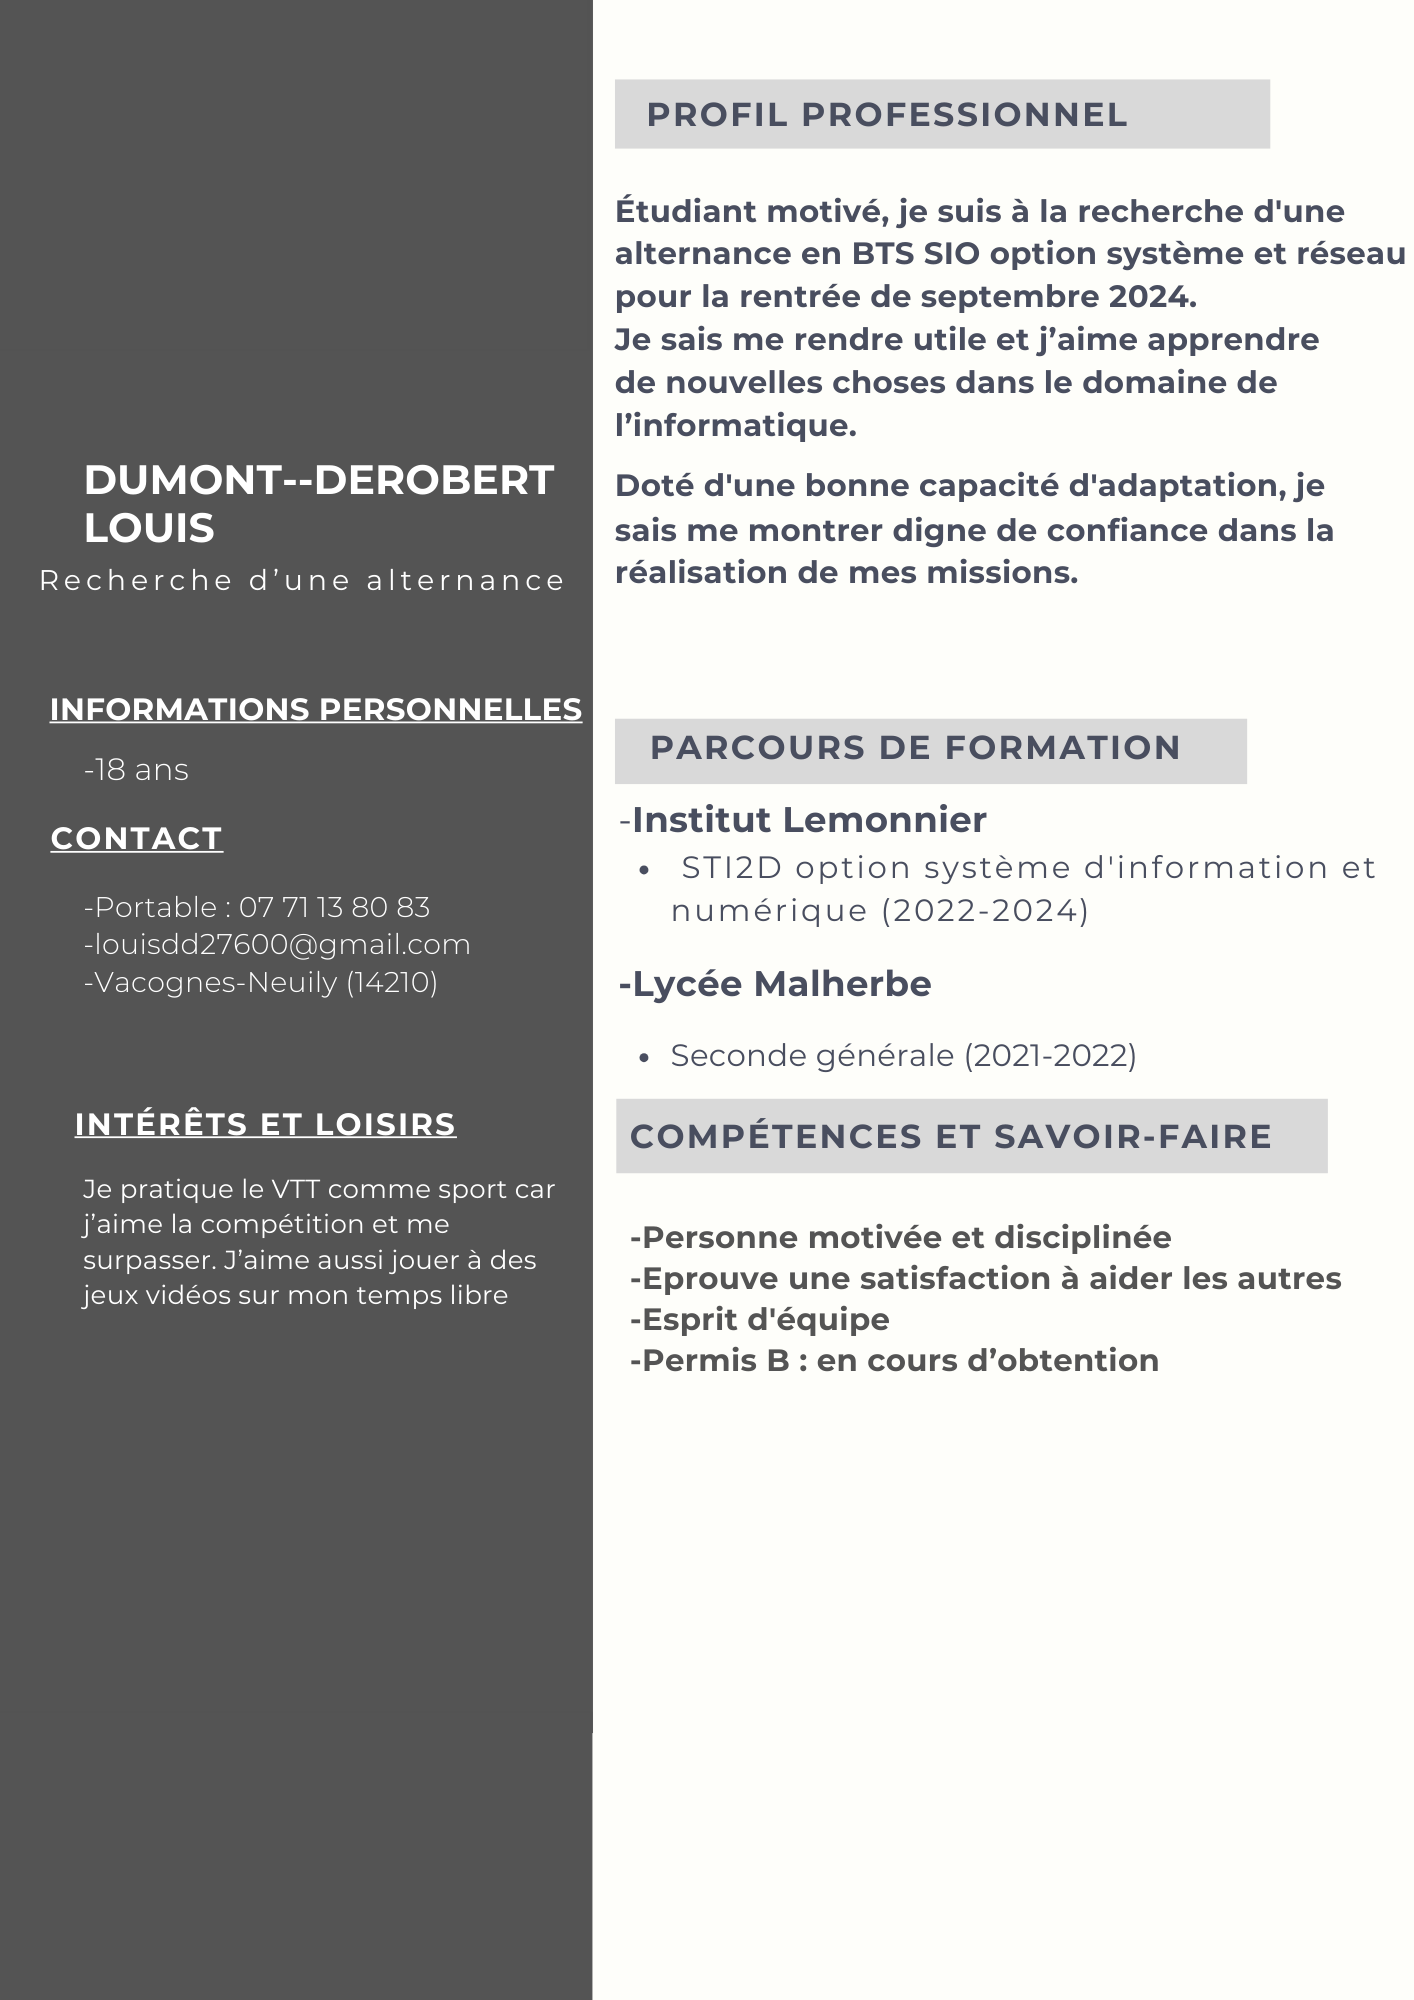 DUMONT--DEROBERT
LOUIS
Recherche d’une alternance
INFORMATIONS PERSONNELLES
-18 ans
CONTACT
-Portable : 07 71 13 80 83
-louisdd27600@gmail.com
-Vacognes-Neuily (14210)
INTÉRÊTS ET LOISIRS
Je pratique le VTT comme sport car
j’aime la compétition et me
surpasser. J’aime aussi jouer à des
jeux vidéos sur mon temps libre
PROFIL PROFESSIONNEL
Étudiant motivé, je suis à la recherche d'une
alternance en BTS SIO option système et réseau
pour la rentrée de septembre 2024.
Je sais me rendre utile et j’aime apprendre
de nouvelles choses dans le domaine de
l’informatique.
Doté d'une bonne capacité d'adaptation, je
sais me montrer digne de confiance dans la
réalisation de mes missions.
PARCOURS DE FORMATION
-Institut Lemonnier
• STI2D option système d'information et
numérique (2022-2024)
-Lycée Malherbe
• Seconde générale (2021-2022)
COMPÉTENCES ET SAVOIR-FAIRE
-Personne motivée et disciplinée
-Eprouve une satisfaction à aider les autres
-Esprit d'équipe
-Permis B : en cours d’obtention